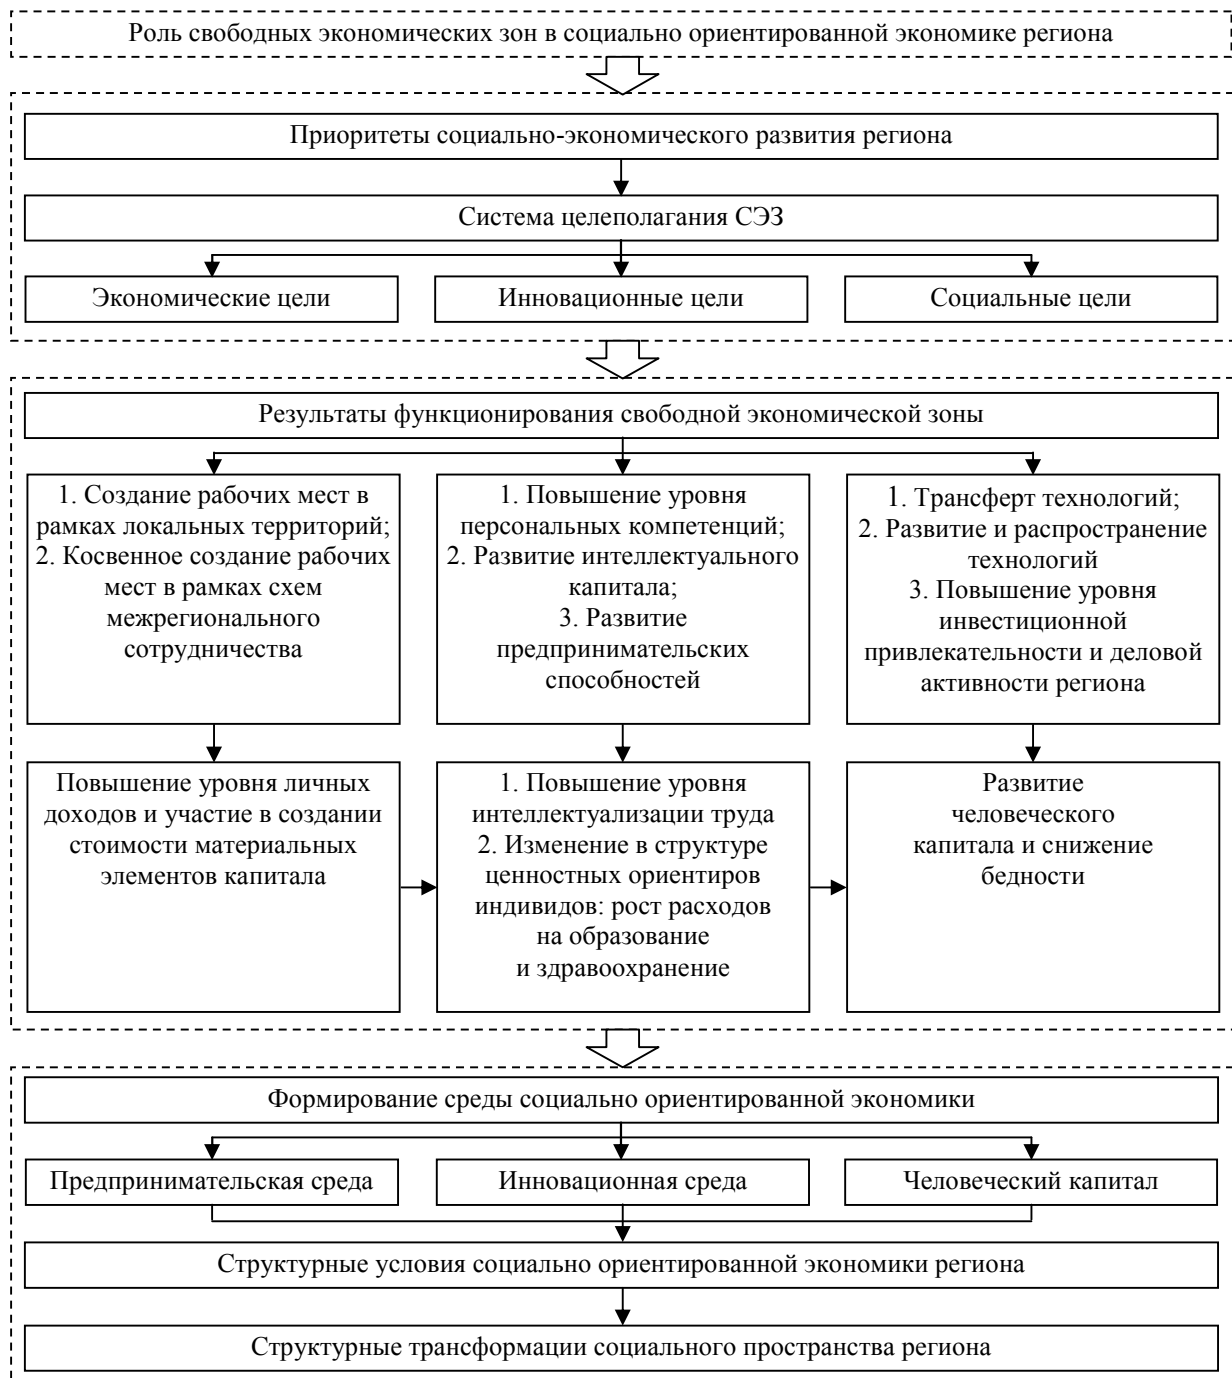 Роль свободных экономических зон в социально ориентированной экономике региона
Приоритеты социально-экономического развития региона
Система целеполагания СЭЗ
Экономические цели
Инновационные цели
Социальные цели
Результаты функционирования свободной экономической зоны
1. Создание рабочих мест в
рамках локальных территорий;
2. Косвенное создание рабочих
мест в рамках схем
межрегионального
сотрудничества
1. Повышение уровня
персональных компетенций;
2. Развитие интеллектуального
капитала;
3. Развитие
предпринимательских
способностей
1. Трансферт технологий;
2. Развитие и распространение
технологий
3. Повышение уровня
инвестиционной
привлекательности и деловой
активности региона
Повышение уровня личных
доходов и участие в создании
стоимости материальных
элементов капитала
1. Повышение уровня
интеллектуализации труда
2. Изменение в структуре
ценностных ориентиров
индивидов: рост расходов
на образование
и здравоохранение
Развитие
человеческого
капитала и снижение
бедности
Формирование среды социально ориентированной экономики
Предпринимательская среда
Инновационная среда
Человеческий капитал
Структурные условия социально ориентированной экономики региона
Структурные трансформации социального пространства региона